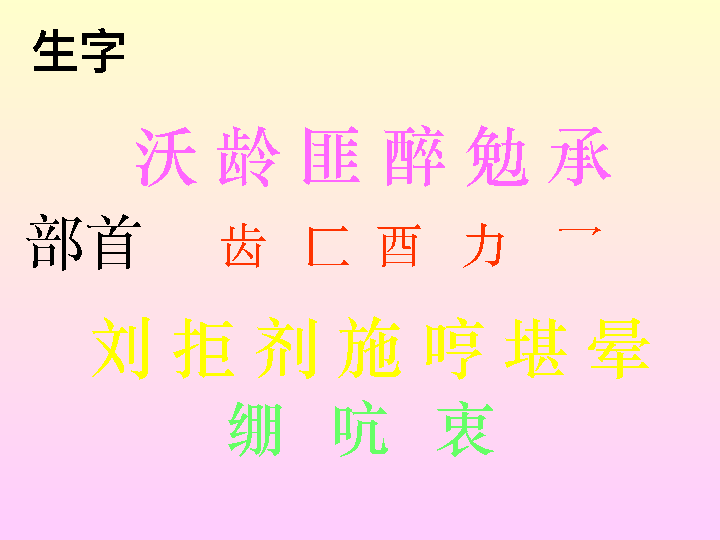 生字
沃 龄 匪 醉 勉 承
部首 齿 匚 酉 力 乛
刘 拒 剂 施 哼 堪 晕
绷 吭 衷